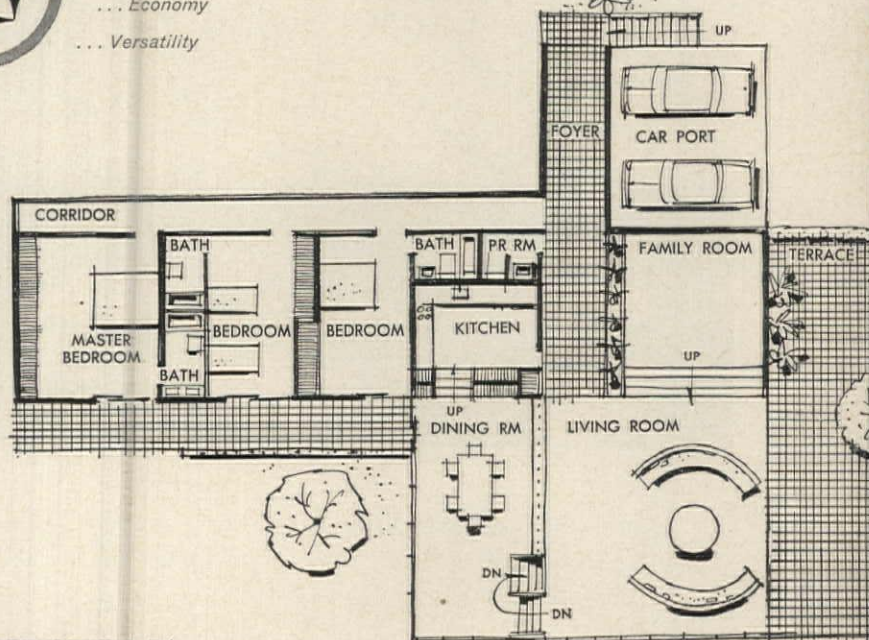 ... Economy
... Versatility
UP
FOYER
CAR PORT
CORRIDOR
BATH
BATH
PR RM
FAMILY ROOM
TERRACE
MASTER
BEDROOM
BEDROOM
BEDROOM
KITCHEN
UP
BATH
UP
DINING RM
LIVING ROOM
DN
DN